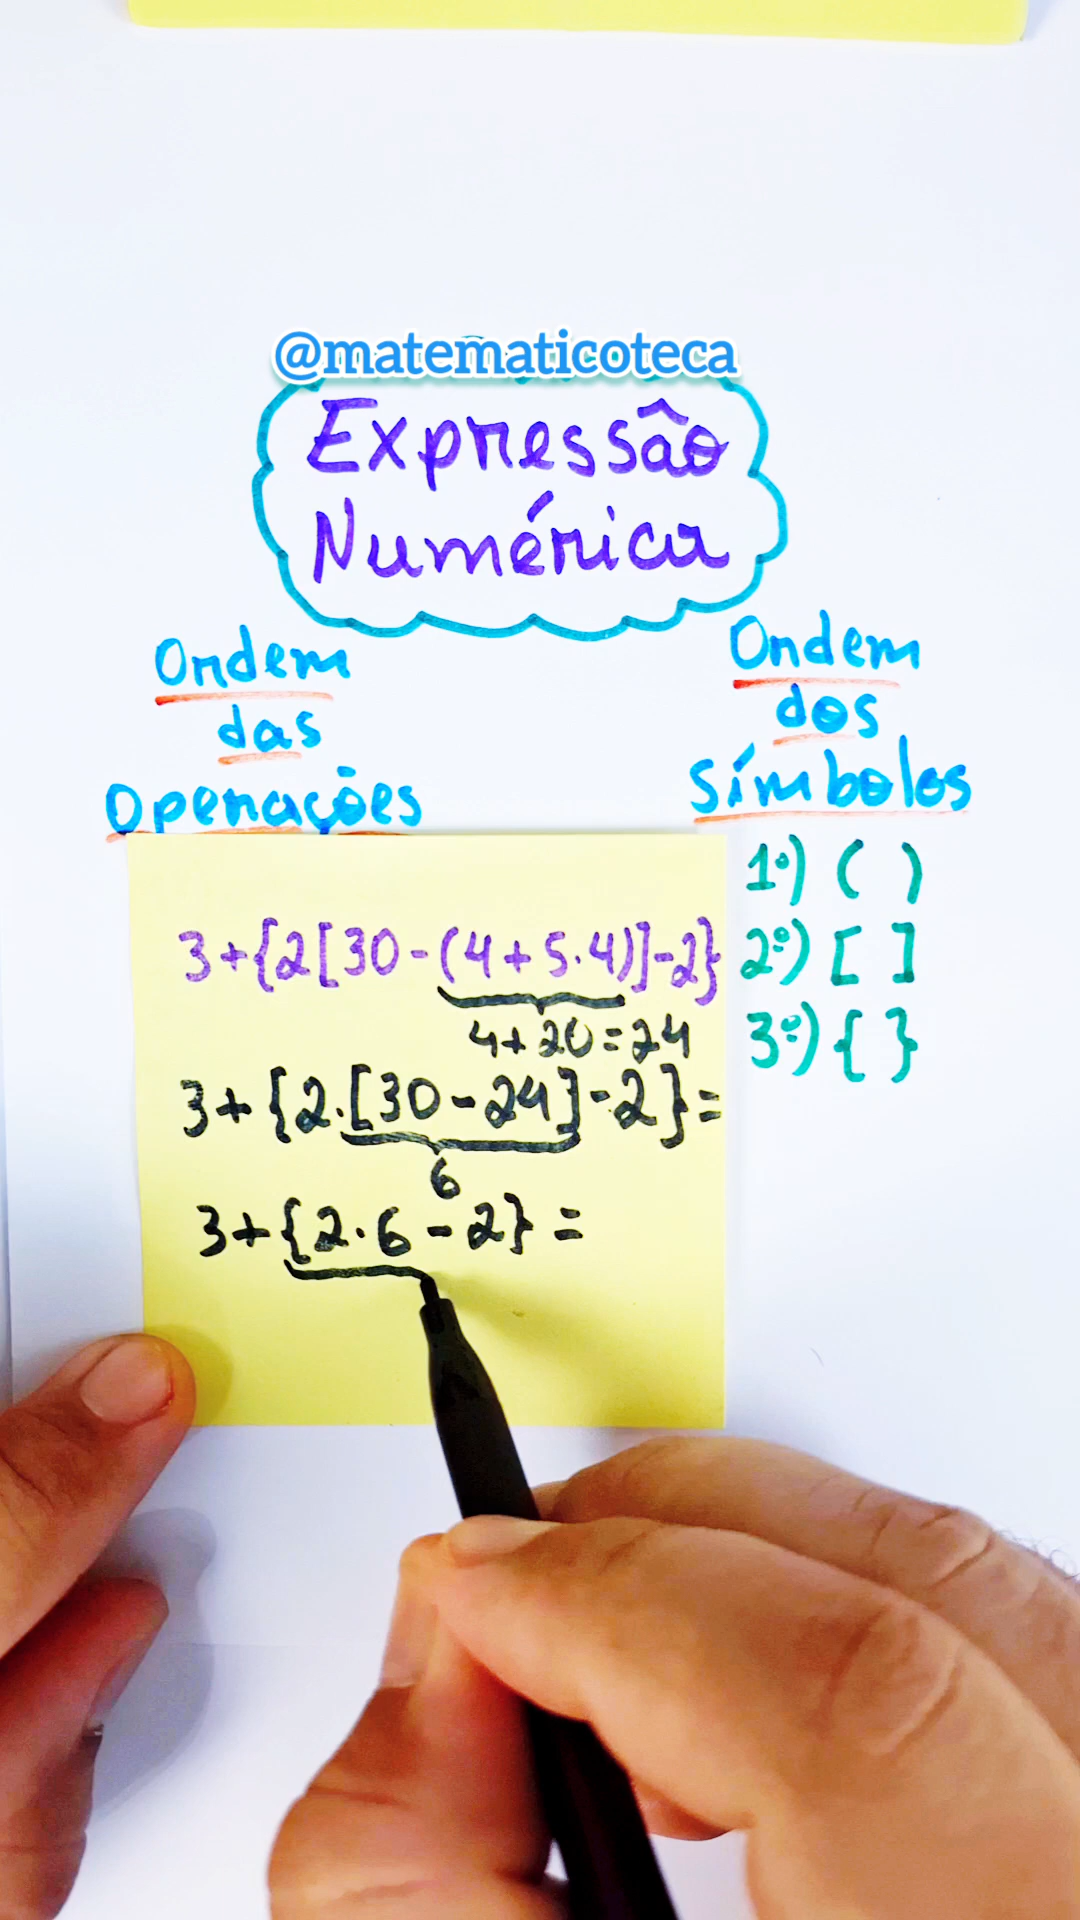 @matematicoteca
Expressão
Numérica
Ordem
das
Operações
Ordem
dos
Símbolos
1º) ( )
2º) [ ]
3º) { }
3+{2[30-(4+5.4)]-2}
4+20=24
3+{2.[30-24]-2}=
6
3+{2.6-2}=